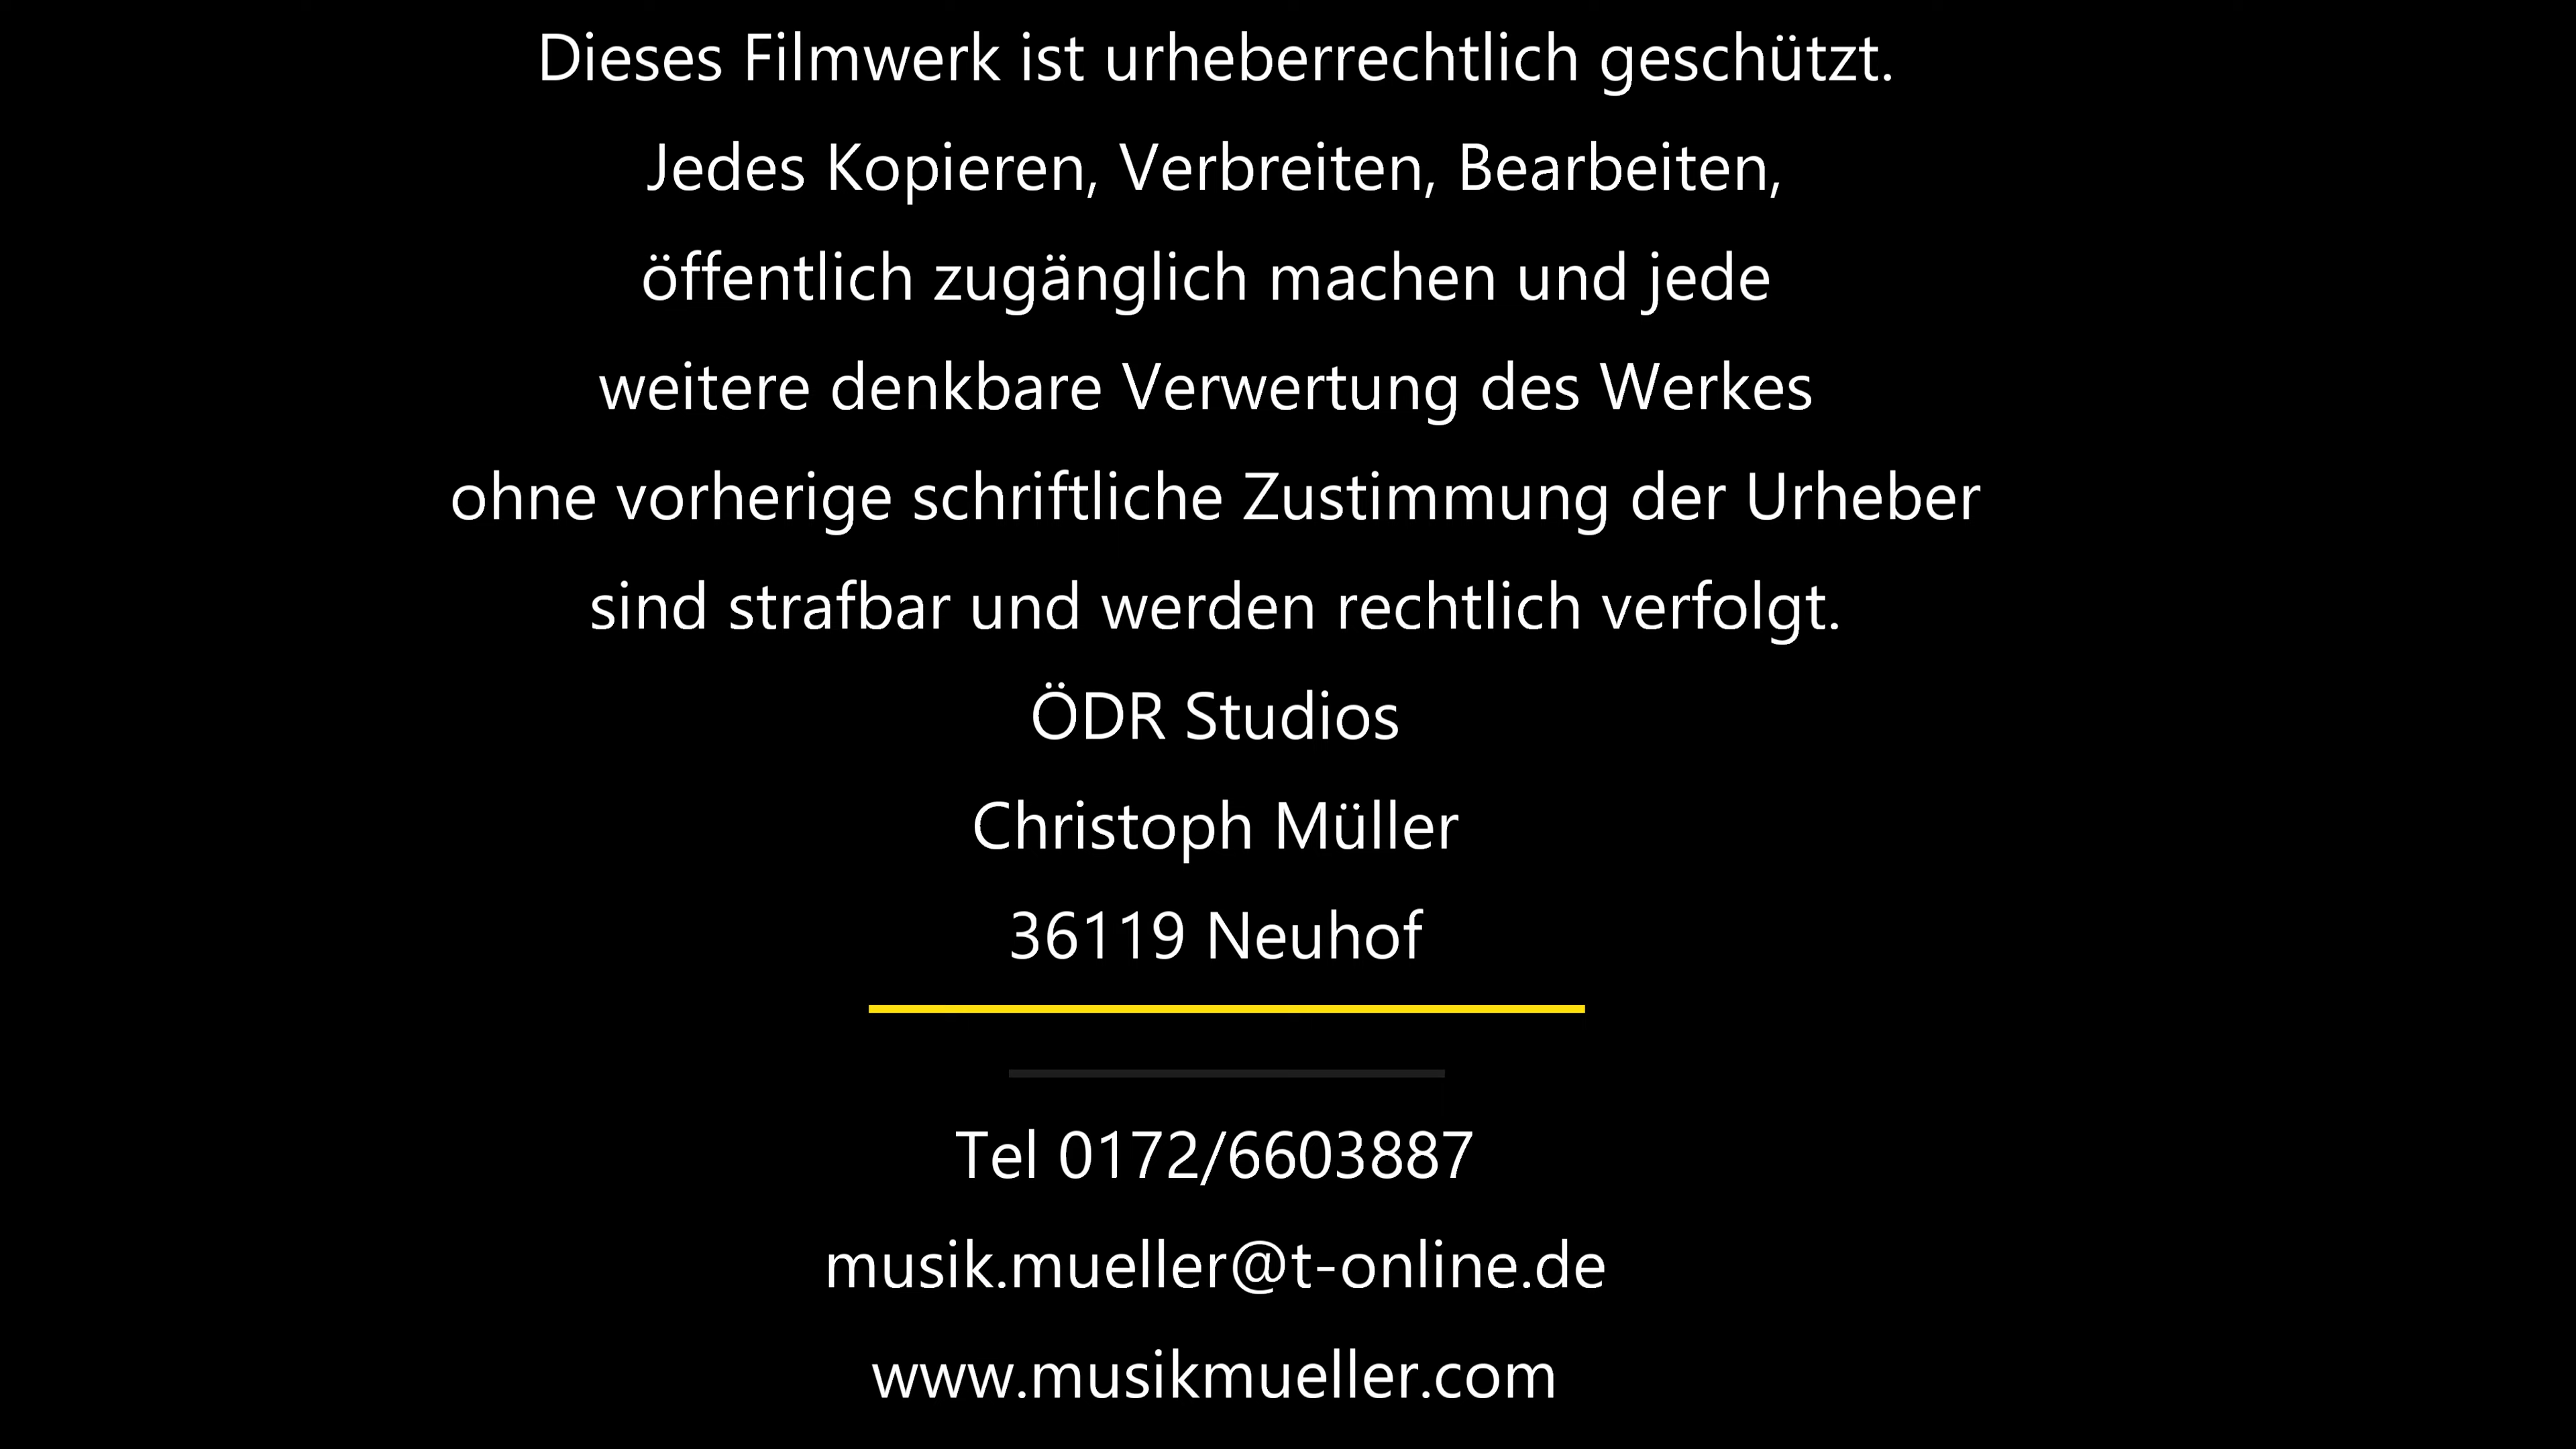 Dieses Filmwerk ist urheberrechtlich geschützt.
Jedes Kopieren, Verbreiten, Bearbeiten,
öffentlich zugänglich machen und jede
weitere denkbare Verwertung des Werkes
ohne vorherige schriftliche Zustimmung der Urheber
sind strafbar und werden rechtlich verfolgt.
ÖDR Studios
Christoph Müller
36119 Neuhof
Tel 0172/6603887
musik.mueller@t-online.de
www.musikmueller.com